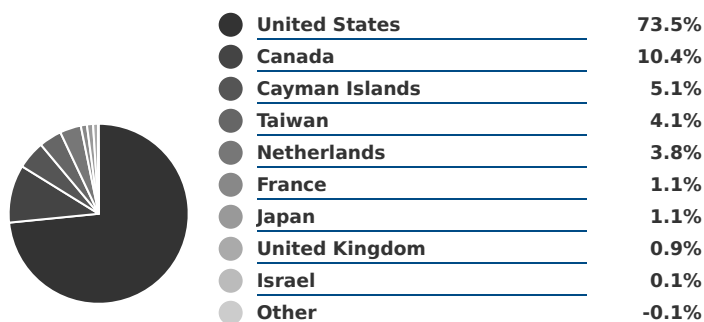 United States 73.5%
Canada 10.4%
Cayman Islands 5.1%
Taiwan 4.1%
Netherlands 3.8%
France 1.1%
Japan 1.1%
United Kingdom 0.9%
Israel 0.1%
Other -0.1%